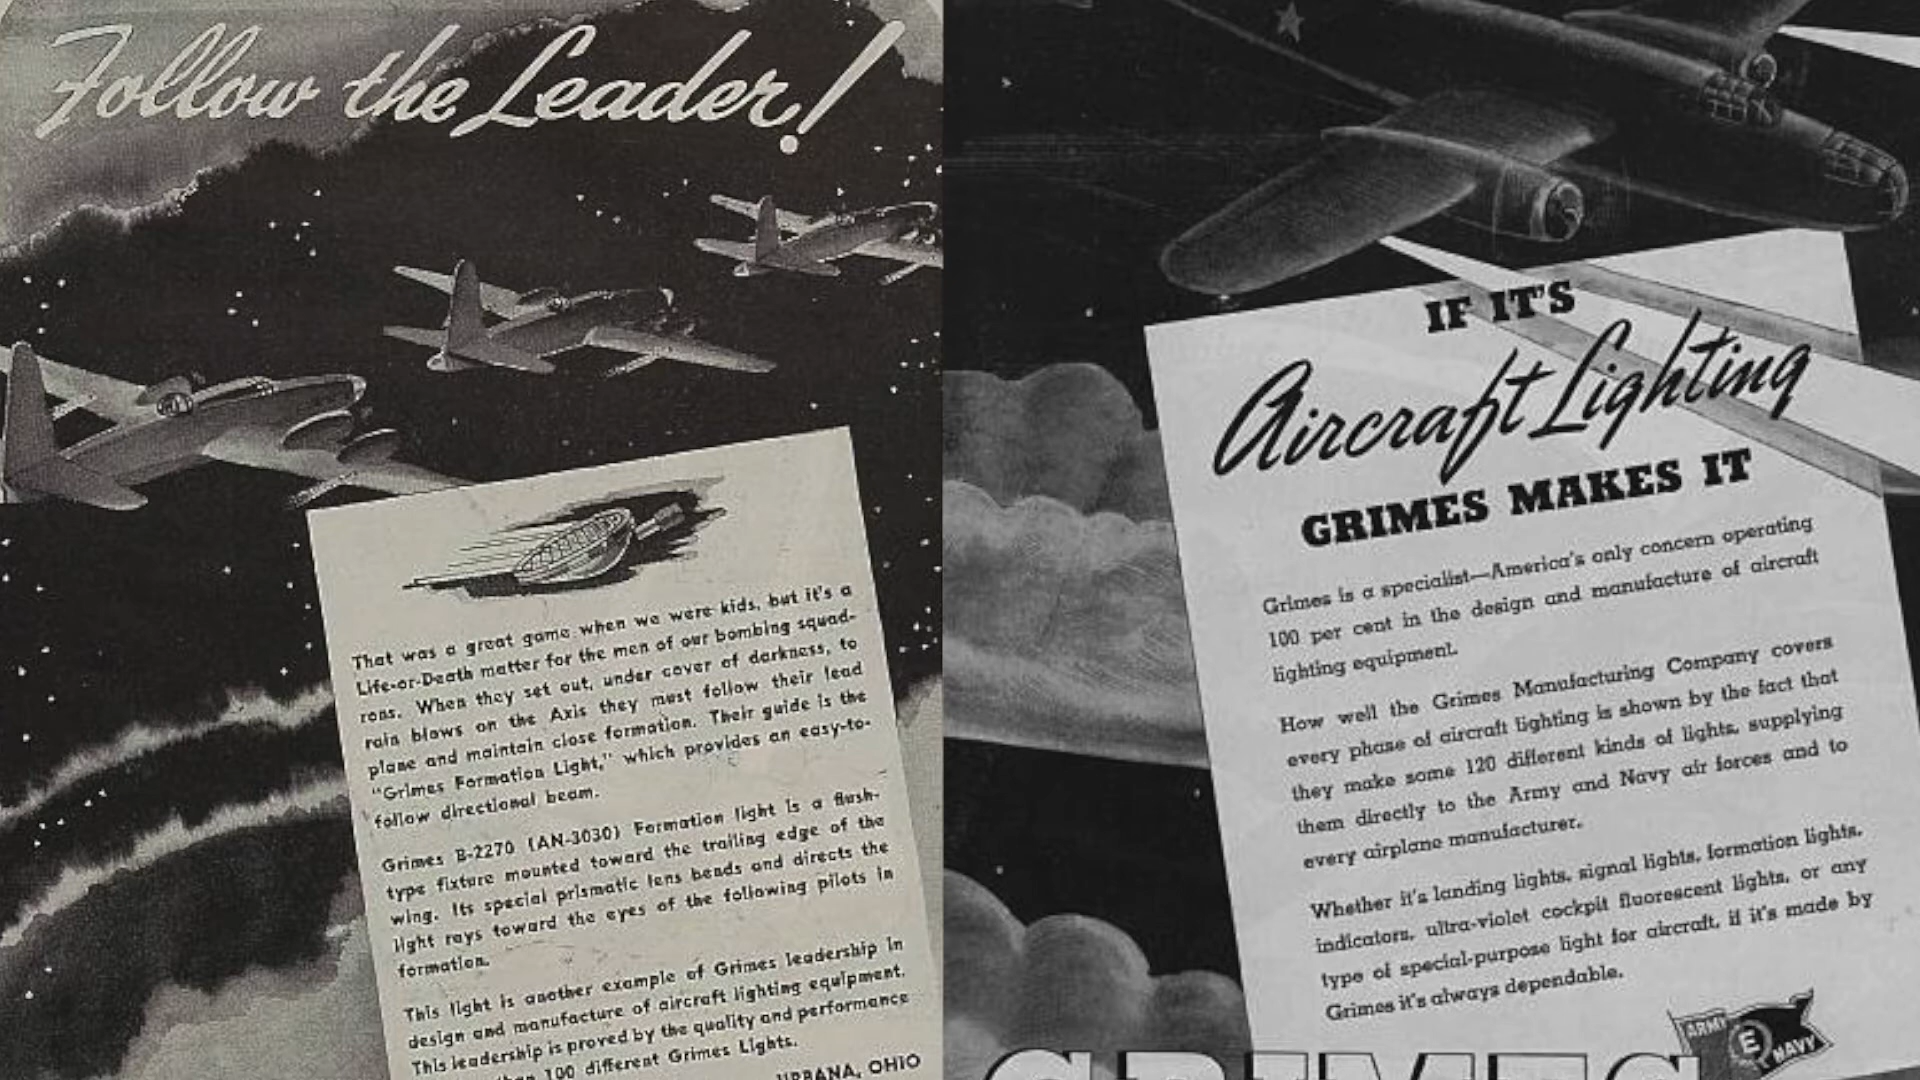 Follow the Leader!
That was a great game when we were kids, but it's a
Life-or-Death matter for the men of our bombing squad-
rons. When they set out, under cover of darkness, to
rain blows on the Axis they must follow their lead
plane and maintain close formation. Their guide is the
"Grimes Formation Light," which provides an easy-to-
follow directional beam.
Grimes B-2270 (AN-3030) Formation light is a flush-
type fixture mounted toward the trailing edge of the
wing. Its special prismatic lens bends and directs the
light rays toward the eyes of the following pilots in
formation.
This light is another example of Grimes leadership in
design and manufacture of aircraft lighting equipment.
This leadership is proved by the quality and performance
than 100 different Grimes Lights.
URBANA, OHIO
IF IT'S
Aircraft Lighting
GRIMES MAKES IT
Grimes is a specialist—America's only concern operating
100 per cent in the design and manufacture of aircraft
lighting equipment.
How well the Grimes Manufacturing Company covers
every phase of aircraft lighting is shown by the fact that
they make some 120 different kinds of lights, supplying
them directly to the Army and Navy air forces and to
every airplane manufacturer.
Whether it's landing lights, signal lights, formation lights,
indicators, ultra-violet cockpit fluorescent lights, or any
type of special-purpose light for aircraft, if it's made by
Grimes it's always dependable.
ARMY E NAVY
GRIMES